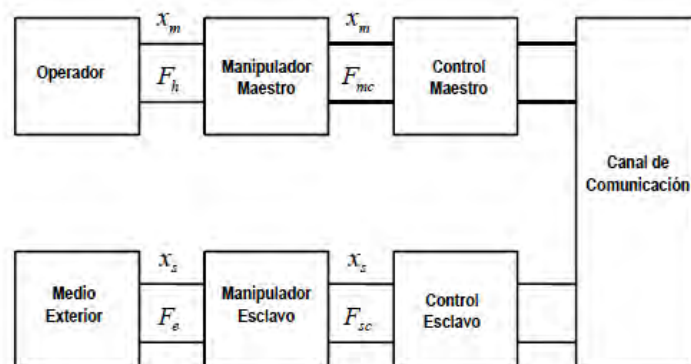 x_m
x_m
Operador
F_h
Manipulador
Maestro
F_mc
Control
Maestro
Canal de
Comunicación
x_s
x_s
Medio
Exterior
F_e
Manipulador
Esclavo
F_sc
Control
Esclavo